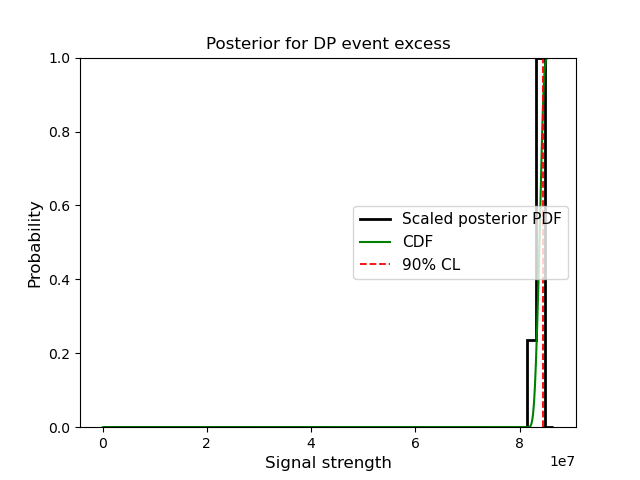 Posterior for DP event excess
1.0
0.8
0.6
0.4
0.2
0.0
Probability
Scaled posterior PDF
CDF
90% CL
0
2
4
6
8
1e7
Signal strength